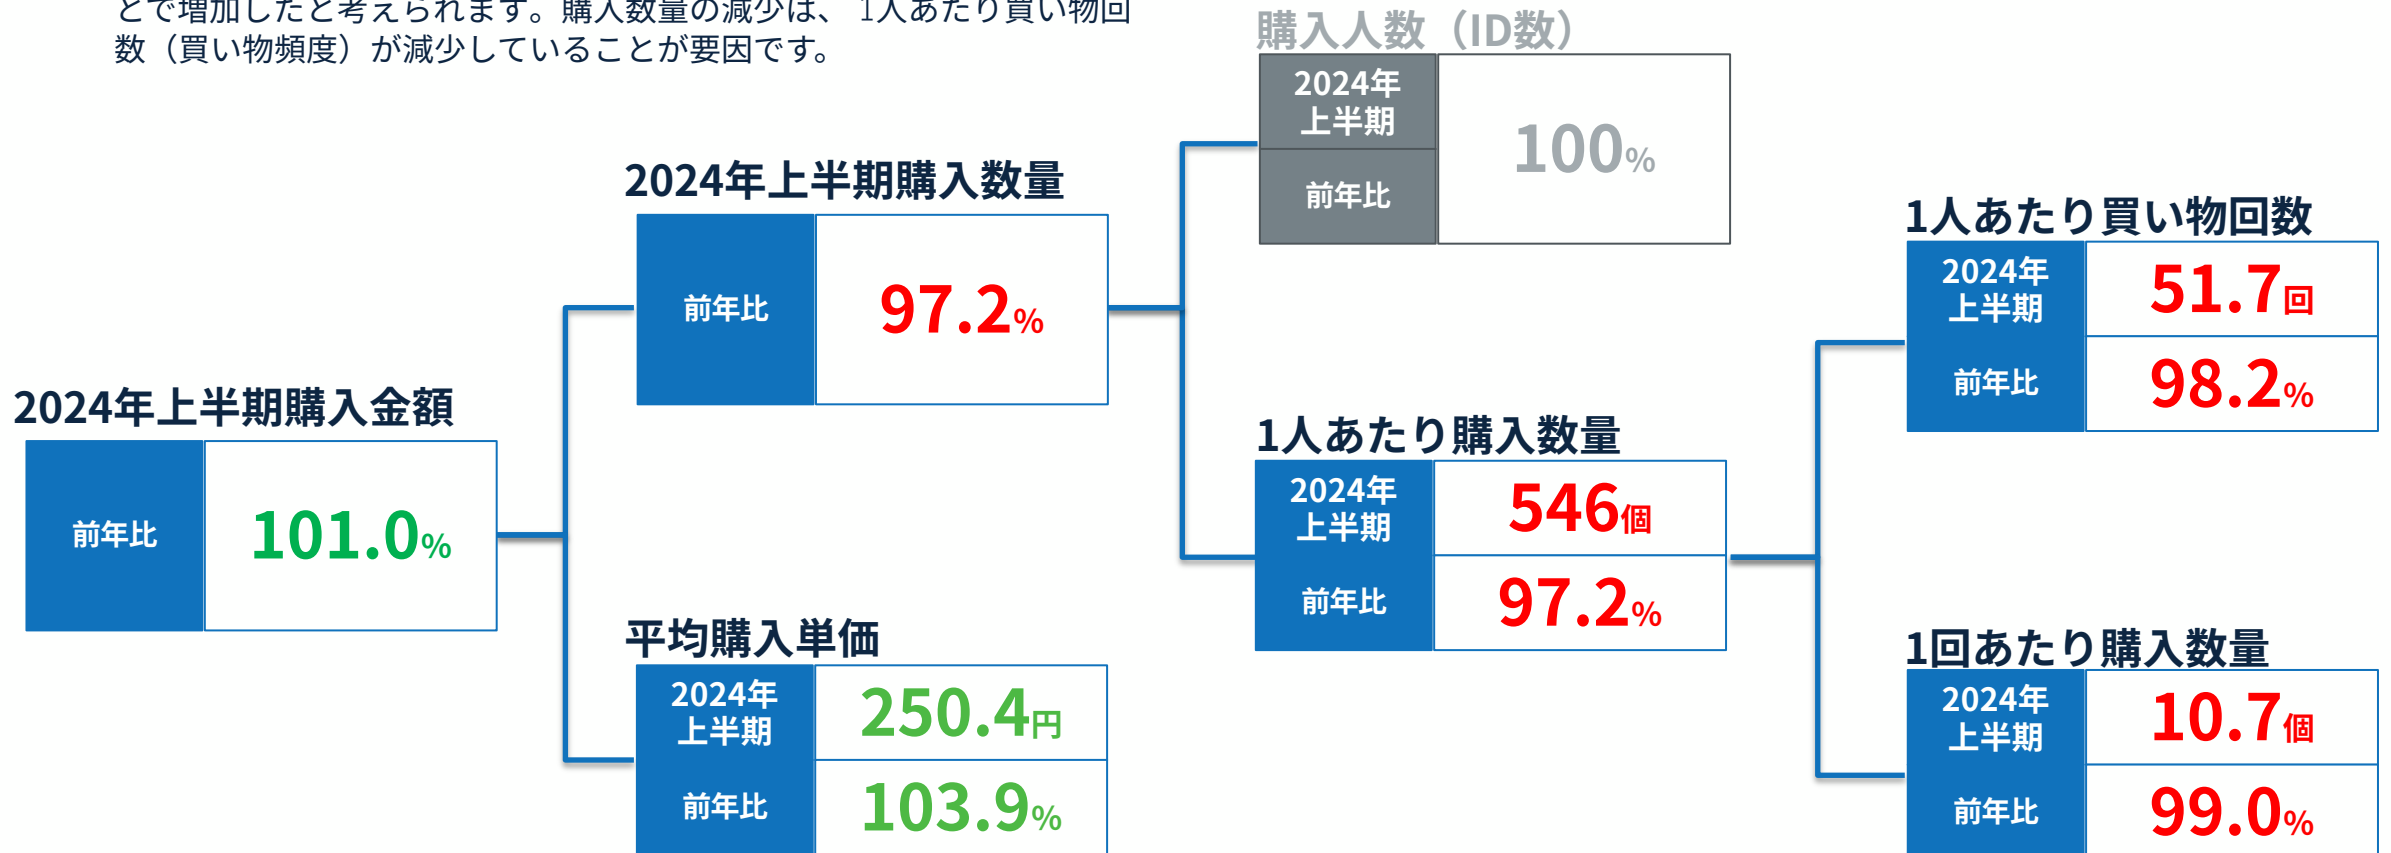 とで増加したと考えられます。購入数量の減少は、 1人あたり買い物回
数（買い物頻度）が減少していることが要因です。
購入人数（ID数）
2024年
上半期
100%
前年比
2024年上半期購入数量
前年比
97.2%
1人あたり買い物回数
2024年
上半期
51.7回
前年比
98.2%
2024年上半期購入金額
前年比
101.0%
1人あたり購入数量
2024年
上半期
546個
前年比
97.2%
平均購入単価
2024年
上半期
250.4円
前年比
103.9%
1回あたり購入数量
2024年
上半期
10.7個
前年比
99.0%